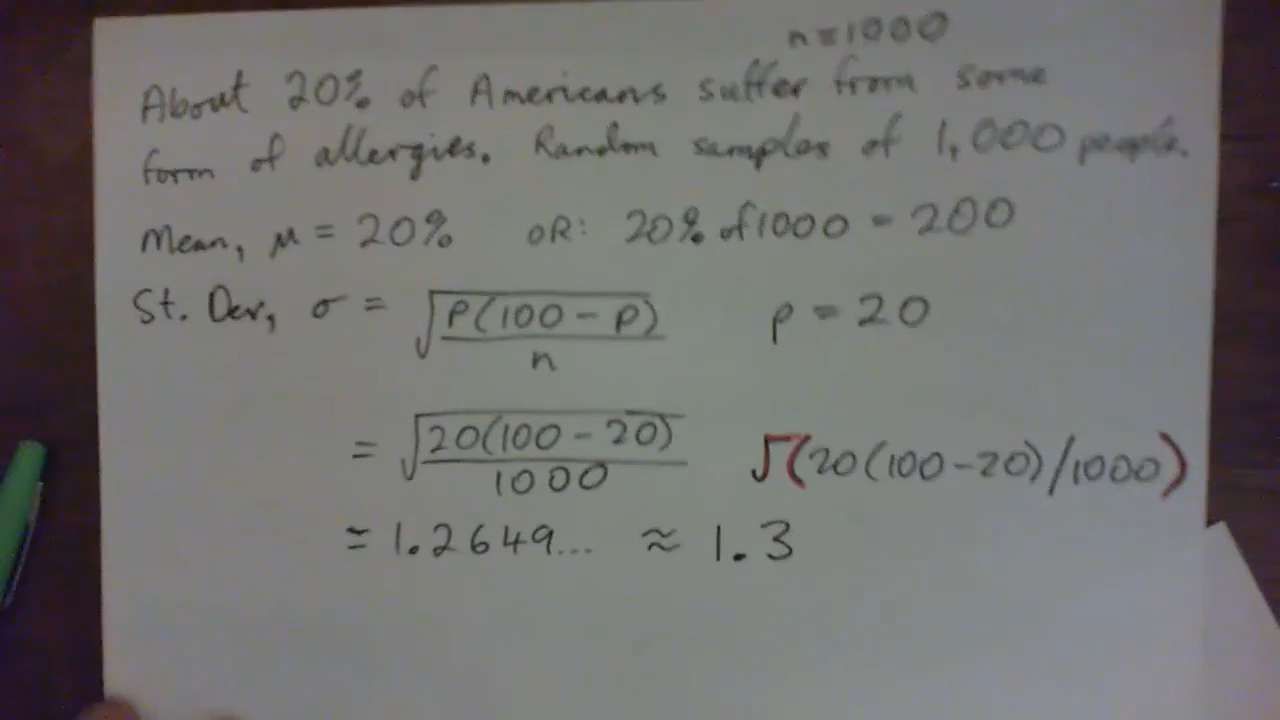 n = 1000
About 20% of Americans suffer from some
form of allergies. Random samples of 1,000 people.
Mean, μ = 20% OR: 20% of 1000 = 200
St. Dev, σ = √(P(100 - P)/n) p = 20
= √(20(100 - 20)/1000) √(20(100-20)/1000)
= 1.2649... ≈ 1.3